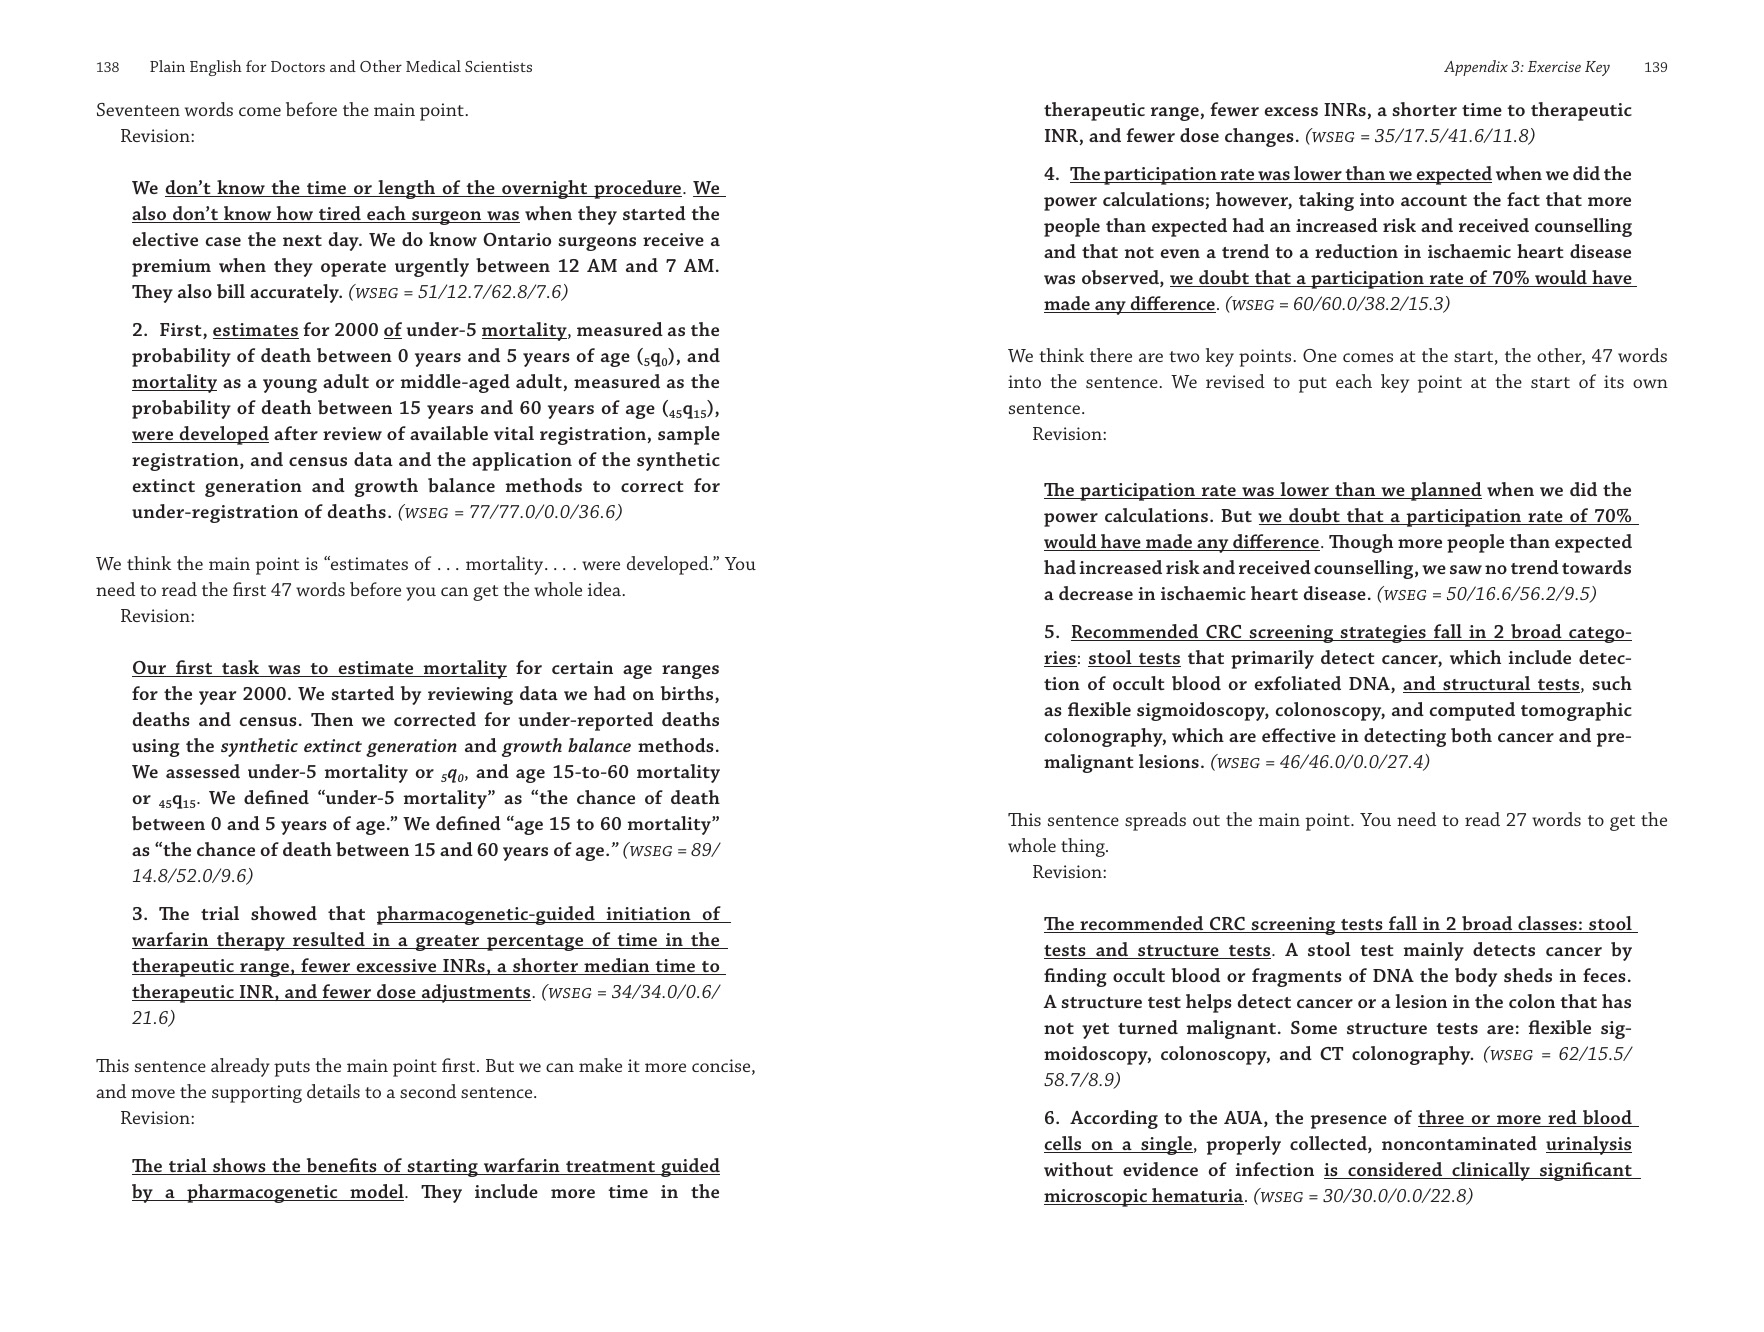 138 Plain English for Doctors and Other Medical Scientists
Seventeen words come before the main point.
Revision:
We don’t know the time or length of the overnight procedure. We
also don’t know how tired each surgeon was when they started the
elective case the next day. We do know Ontario surgeons receive a
premium when they operate urgently between 12 AM and 7 AM.
They also bill accurately. (WSEG = 51/12.7/62.8/7.6)
2. First, estimates for 2000 of under-5 mortality, measured as the
probability of death between 0 years and 5 years of age (₅q₀), and
mortality as a young adult or middle-aged adult, measured as the
probability of death between 15 years and 60 years of age (₄₅q₁₅),
were developed after review of available vital registration, sample
registration, and census data and the application of the synthetic
extinct generation and growth balance methods to correct for
under-registration of deaths. (WSEG = 77/77.0/0.0/36.6)
We think the main point is “estimates of . . . mortality. . . . were developed.” You
need to read the first 47 words before you can get the whole idea.
Revision:
Our first task was to estimate mortality for certain age ranges
for the year 2000. We started by reviewing data we had on births,
deaths and census. Then we corrected for under-reported deaths
using the synthetic extinct generation and growth balance methods.
We assessed under-5 mortality or ₅q₀, and age 15-to-60 mortality
or ₄₅q₁₅. We defined “under-5 mortality” as “the chance of death
between 0 and 5 years of age.” We defined “age 15 to 60 mortality”
as “the chance of death between 15 and 60 years of age.” (WSEG = 89/
14.8/52.0/9.6)
3. The trial showed that pharmacogenetic-guided initiation of
warfarin therapy resulted in a greater percentage of time in the
therapeutic range, fewer excessive INRs, a shorter median time to
therapeutic INR, and fewer dose adjustments. (WSEG = 34/34.0/0.6/
21.6)
This sentence already puts the main point first. But we can make it more concise,
and move the supporting details to a second sentence.
Revision:
The trial shows the benefits of starting warfarin treatment guided
by a pharmacogenetic model. They include more time in the
Appendix 3: Exercise Key 139
therapeutic range, fewer excess INRs, a shorter time to therapeutic
INR, and fewer dose changes. (WSEG = 35/17.5/41.6/11.8)
4. The participation rate was lower than we expected when we did the
power calculations; however, taking into account the fact that more
people than expected had an increased risk and received counselling
and that not even a trend to a reduction in ischaemic heart disease
was observed, we doubt that a participation rate of 70% would have
made any difference. (WSEG = 60/60.0/38.2/15.3)
We think there are two key points. One comes at the start, the other, 47 words
into the sentence. We revised to put each key point at the start of its own
sentence.
Revision:
The participation rate was lower than we planned when we did the
power calculations. But we doubt that a participation rate of 70%
would have made any difference. Though more people than expected
had increased risk and received counselling, we saw no trend towards
a decrease in ischaemic heart disease. (WSEG = 50/16.6/56.2/9.5)
5. Recommended CRC screening strategies fall in 2 broad catego-
ries: stool tests that primarily detect cancer, which include detec-
tion of occult blood or exfoliated DNA, and structural tests, such
as flexible sigmoidoscopy, colonoscopy, and computed tomographic
colonography, which are effective in detecting both cancer and pre-
malignant lesions. (WSEG = 46/46.0/0.0/27.4)
This sentence spreads out the main point. You need to read 27 words to get the
whole thing.
Revision:
The recommended CRC screening tests fall in 2 broad classes: stool
tests and structure tests. A stool test mainly detects cancer by
finding occult blood or fragments of DNA the body sheds in feces.
A structure test helps detect cancer or a lesion in the colon that has
not yet turned malignant. Some structure tests are: flexible sig-
moidoscopy, colonoscopy, and CT colonography. (WSEG = 62/15.5/
58.7/8.9)
6. According to the AUA, the presence of three or more red blood
cells on a single, properly collected, noncontaminated urinalysis
without evidence of infection is considered clinically significant
microscopic hematuria. (WSEG = 30/30.0/0.0/22.8)